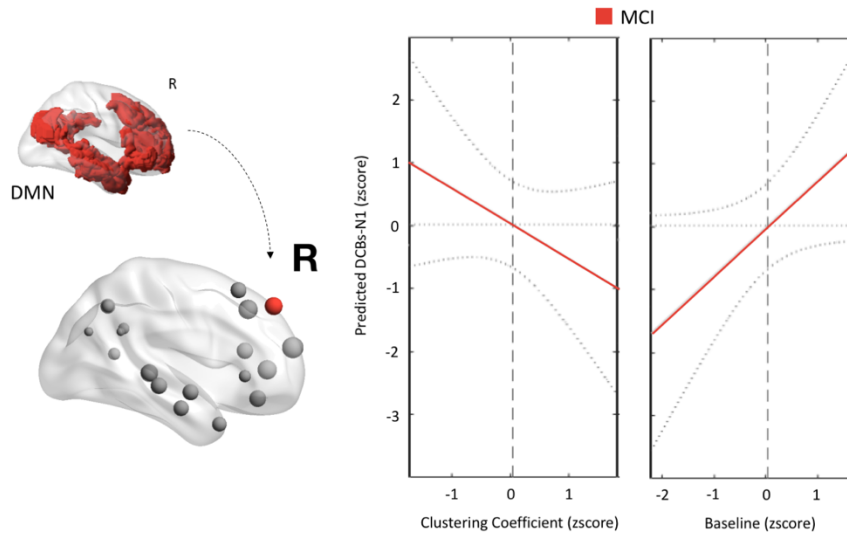 MCI
R
DMN
R
Predicted DCBs-N1 (zscore)
2
1
0
-1
-2
-3
-1
0
1
Clustering Coefficient (zscore)
-2
-1
0
1
Baseline (zscore)